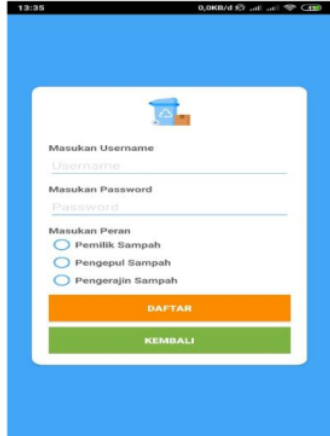 13:35
0,0KB/d
Masukan Username
Username
Masukan Password
Password
Masukan Peran
Pemilik Sampah
Pengepul Sampah
Pengerajin Sampah
DAFTAR
KEMBALI